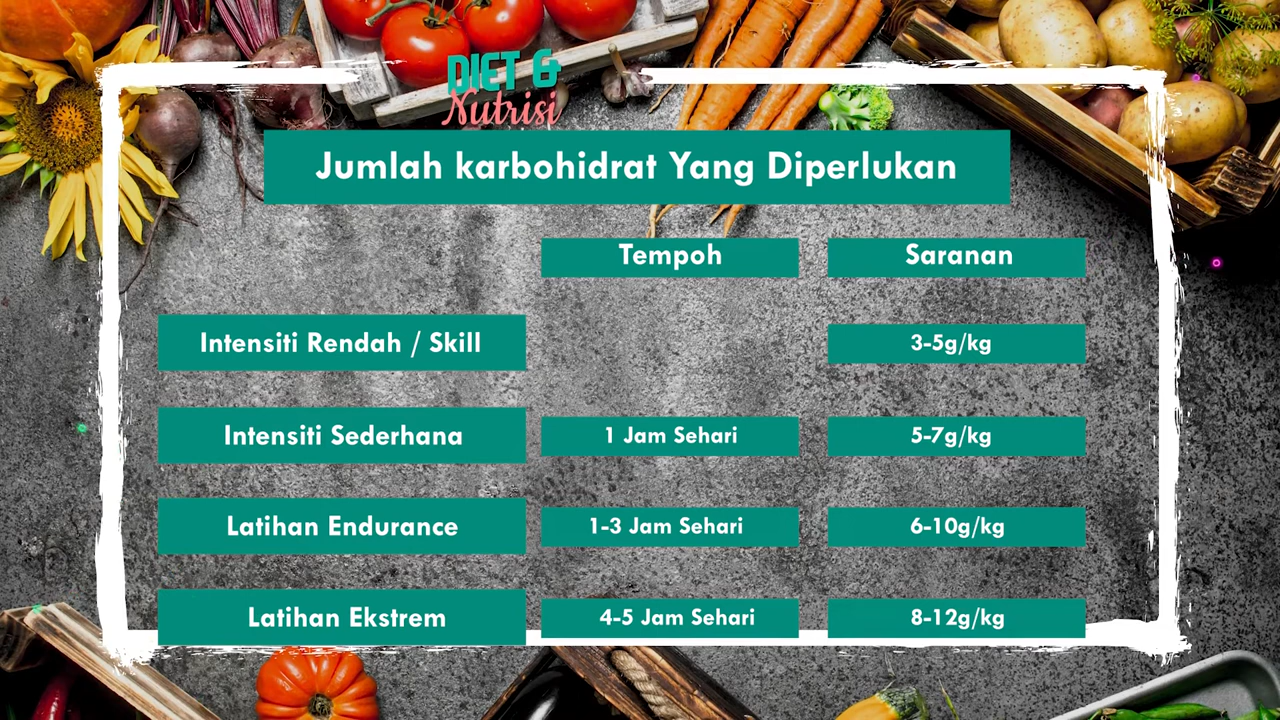 DIET &
Nutrisi
Jumlah karbohidrat Yang Diperlukan
Tempoh Saranan
Intensiti Rendah / Skill 3-5g/kg
Intensiti Sederhana 1 Jam Sehari 5-7g/kg
Latihan Endurance 1-3 Jam Sehari 6-10g/kg
Latihan Ekstrem 4-5 Jam Sehari 8-12g/kg